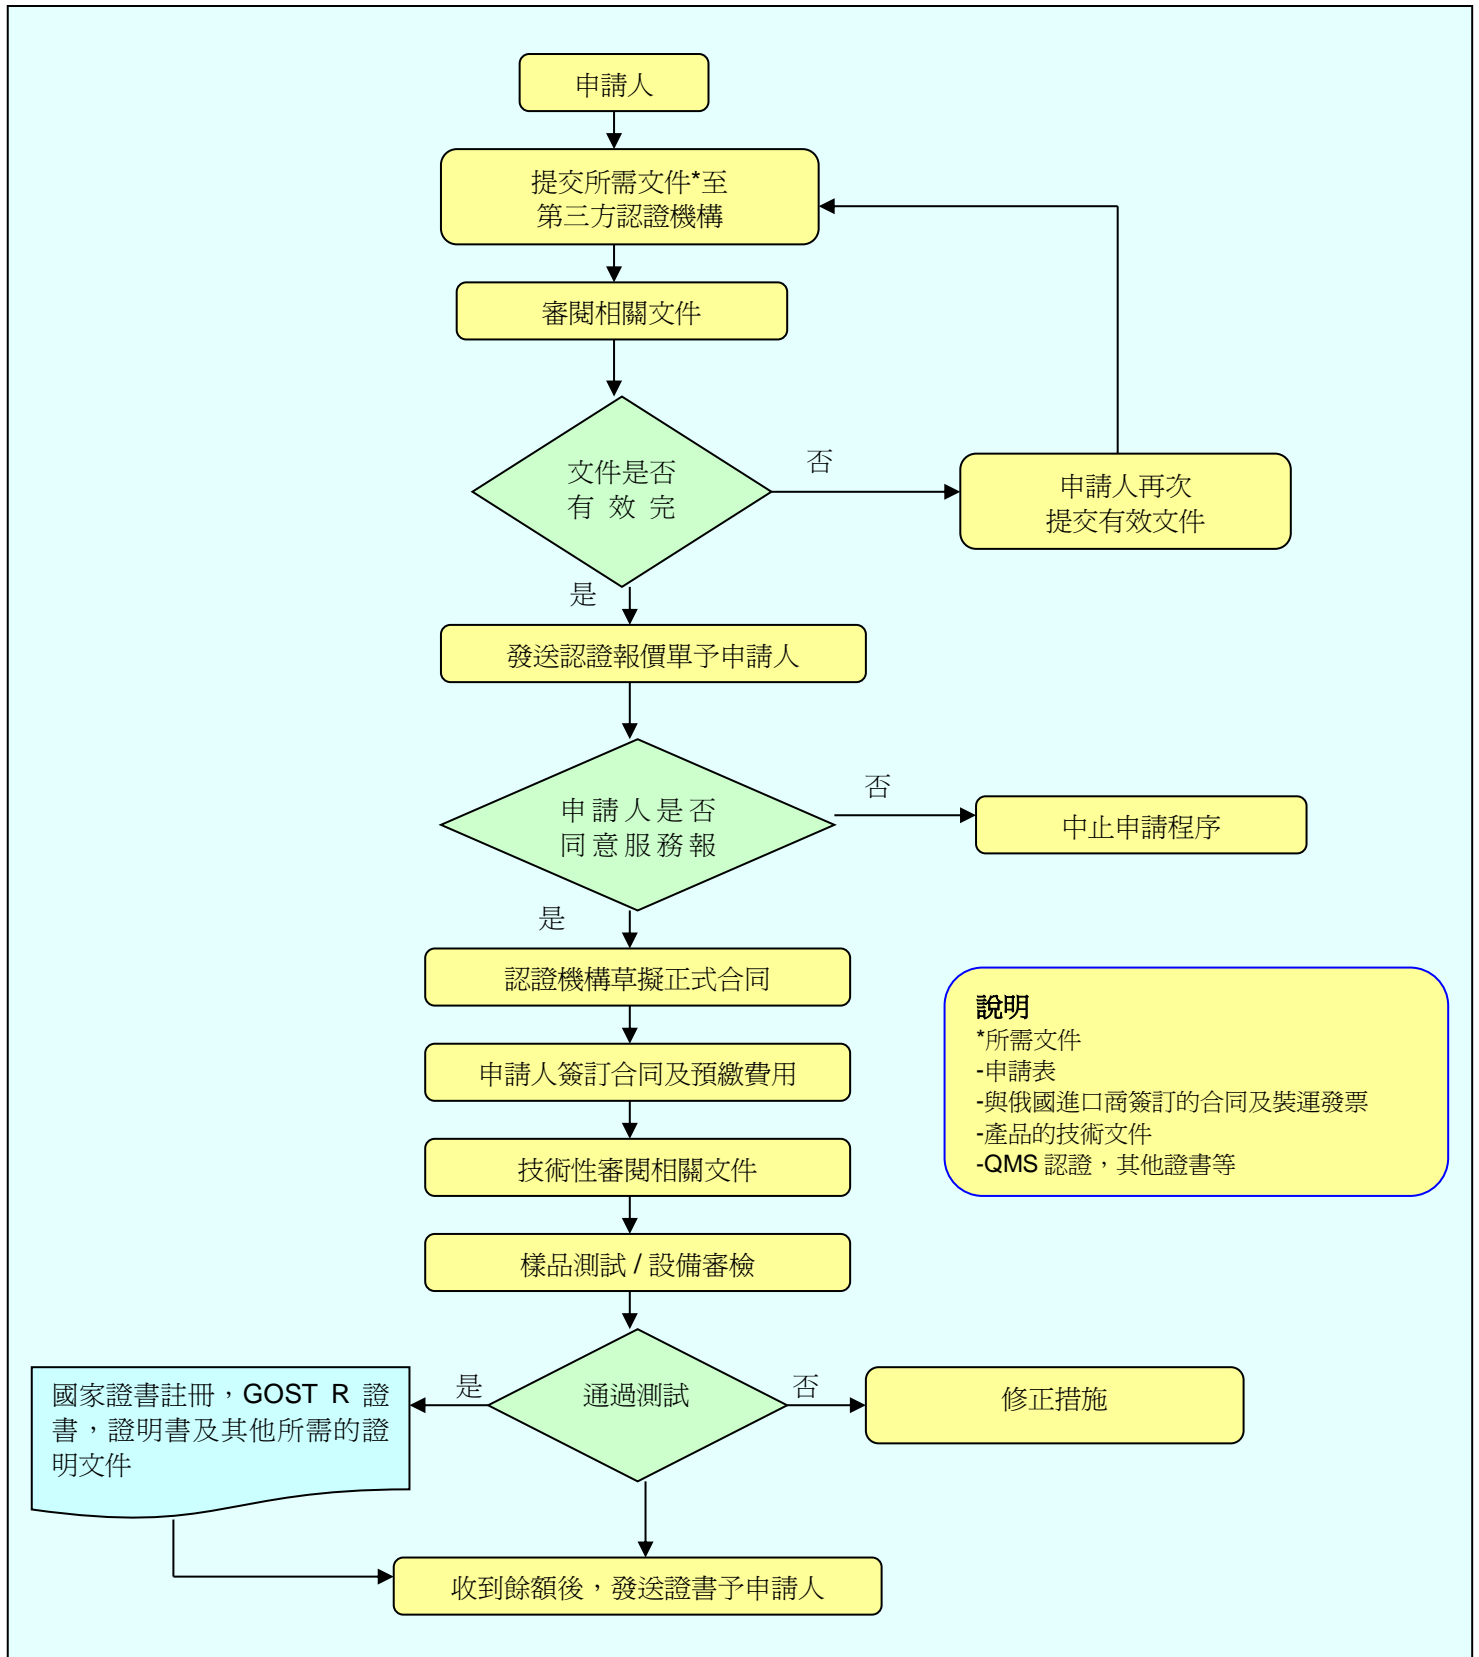 申請人
提交所需文件*至
第三方認證機構
審閱相關文件
文件是否
有 效 完
否
申請人再次
提交有效文件
是
發送認證報價單予申請人
申請人是否
同意服務報
否
中止申請程序
是
認證機構草擬正式合同
申請人簽訂合同及預繳費用
技術性審閱相關文件
樣品測試 / 設備審檢
說明
*所需文件
-申請表
-與俄國進口商簽訂的合同及裝運發票
-產品的技術文件
-QMS 認證，其他證書等
通過測試
是
否
修正措施
國家證書註冊，GOST R 證
書，證明書及其他所需的證
明文件
收到餘額後，發送證書予申請人